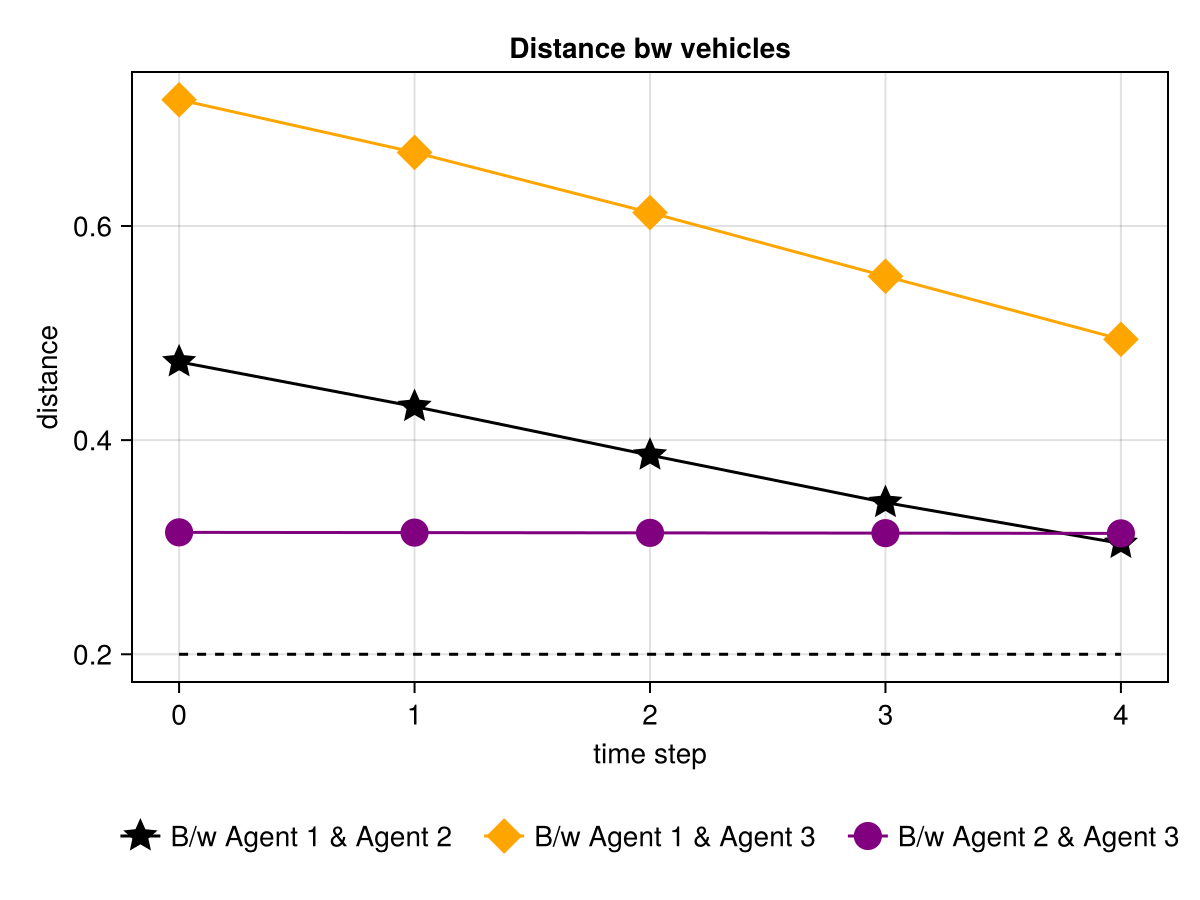 Distance bw vehicles
distance
0.6
0.4
0.2
0 1 2 3 4
time step
B/w Agent 1 & Agent 2 B/w Agent 1 & Agent 3 B/w Agent 2 & Agent 3